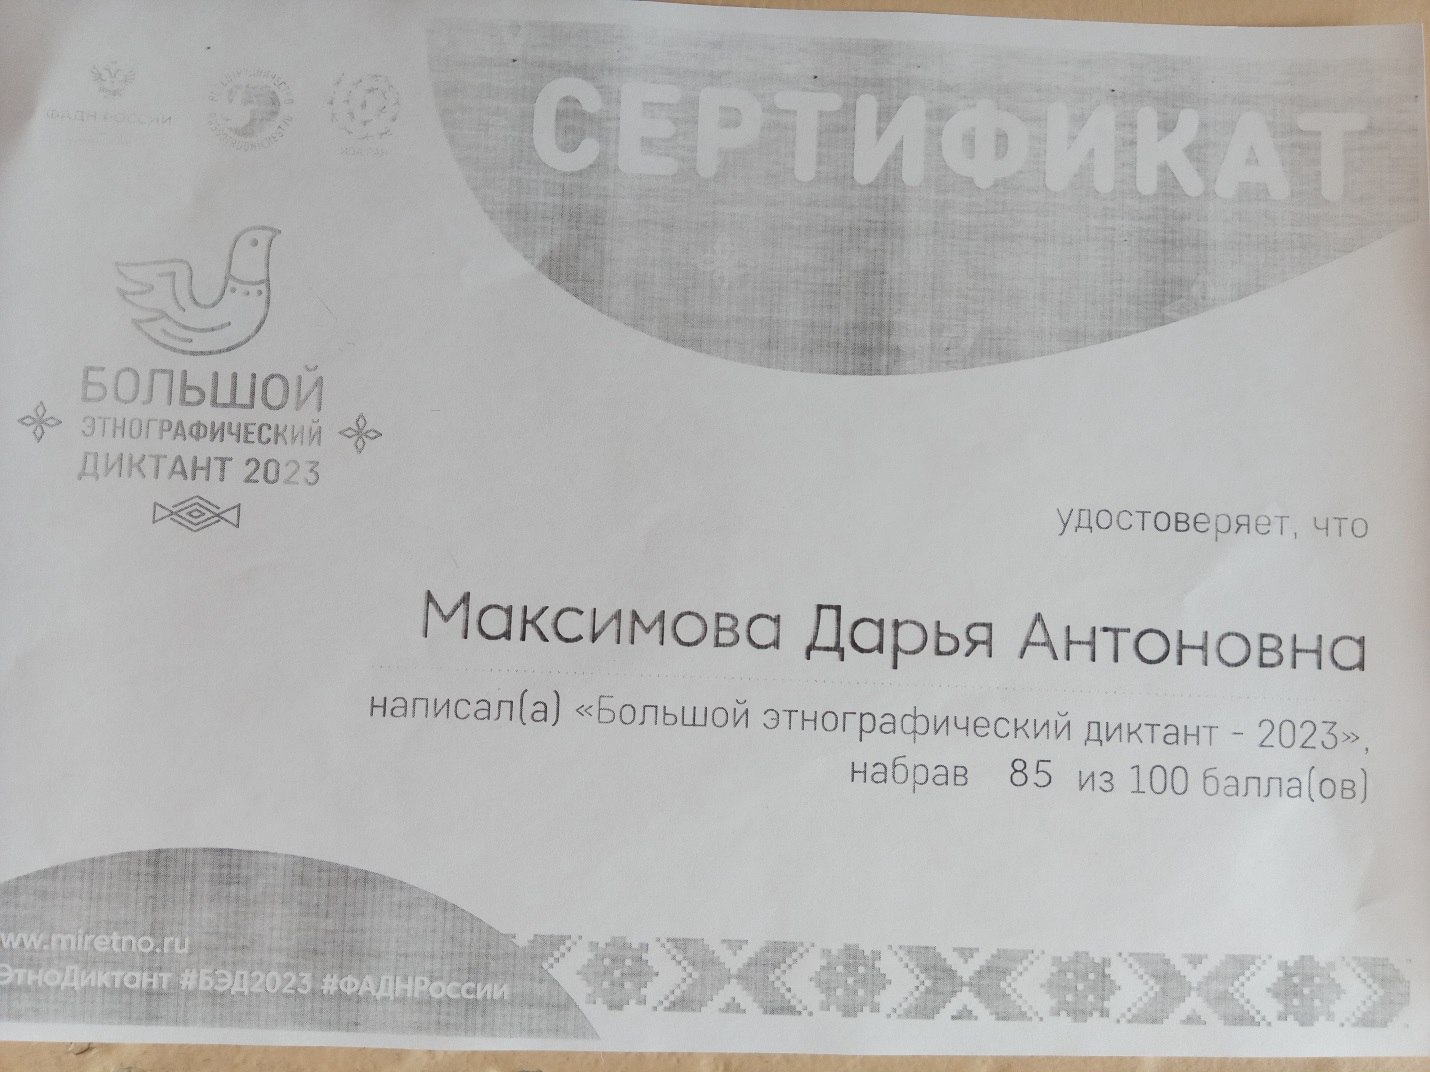 ФАДН РОССИИ
СЕРТИФИКАТ
БОЛЬШОЙ
ЭТНОГРАФИЧЕСКИЙ
ДИКТАНТ 2023
удостоверяет, что
Максимова Дарья Антоновна
написал(а) «Большой этнографический диктант - 2023»,
набрав 85 из 100 балла(ов)
ww.miretno.ru
ЭтноДиктант #БЭД2023 #ФАДНРоссии